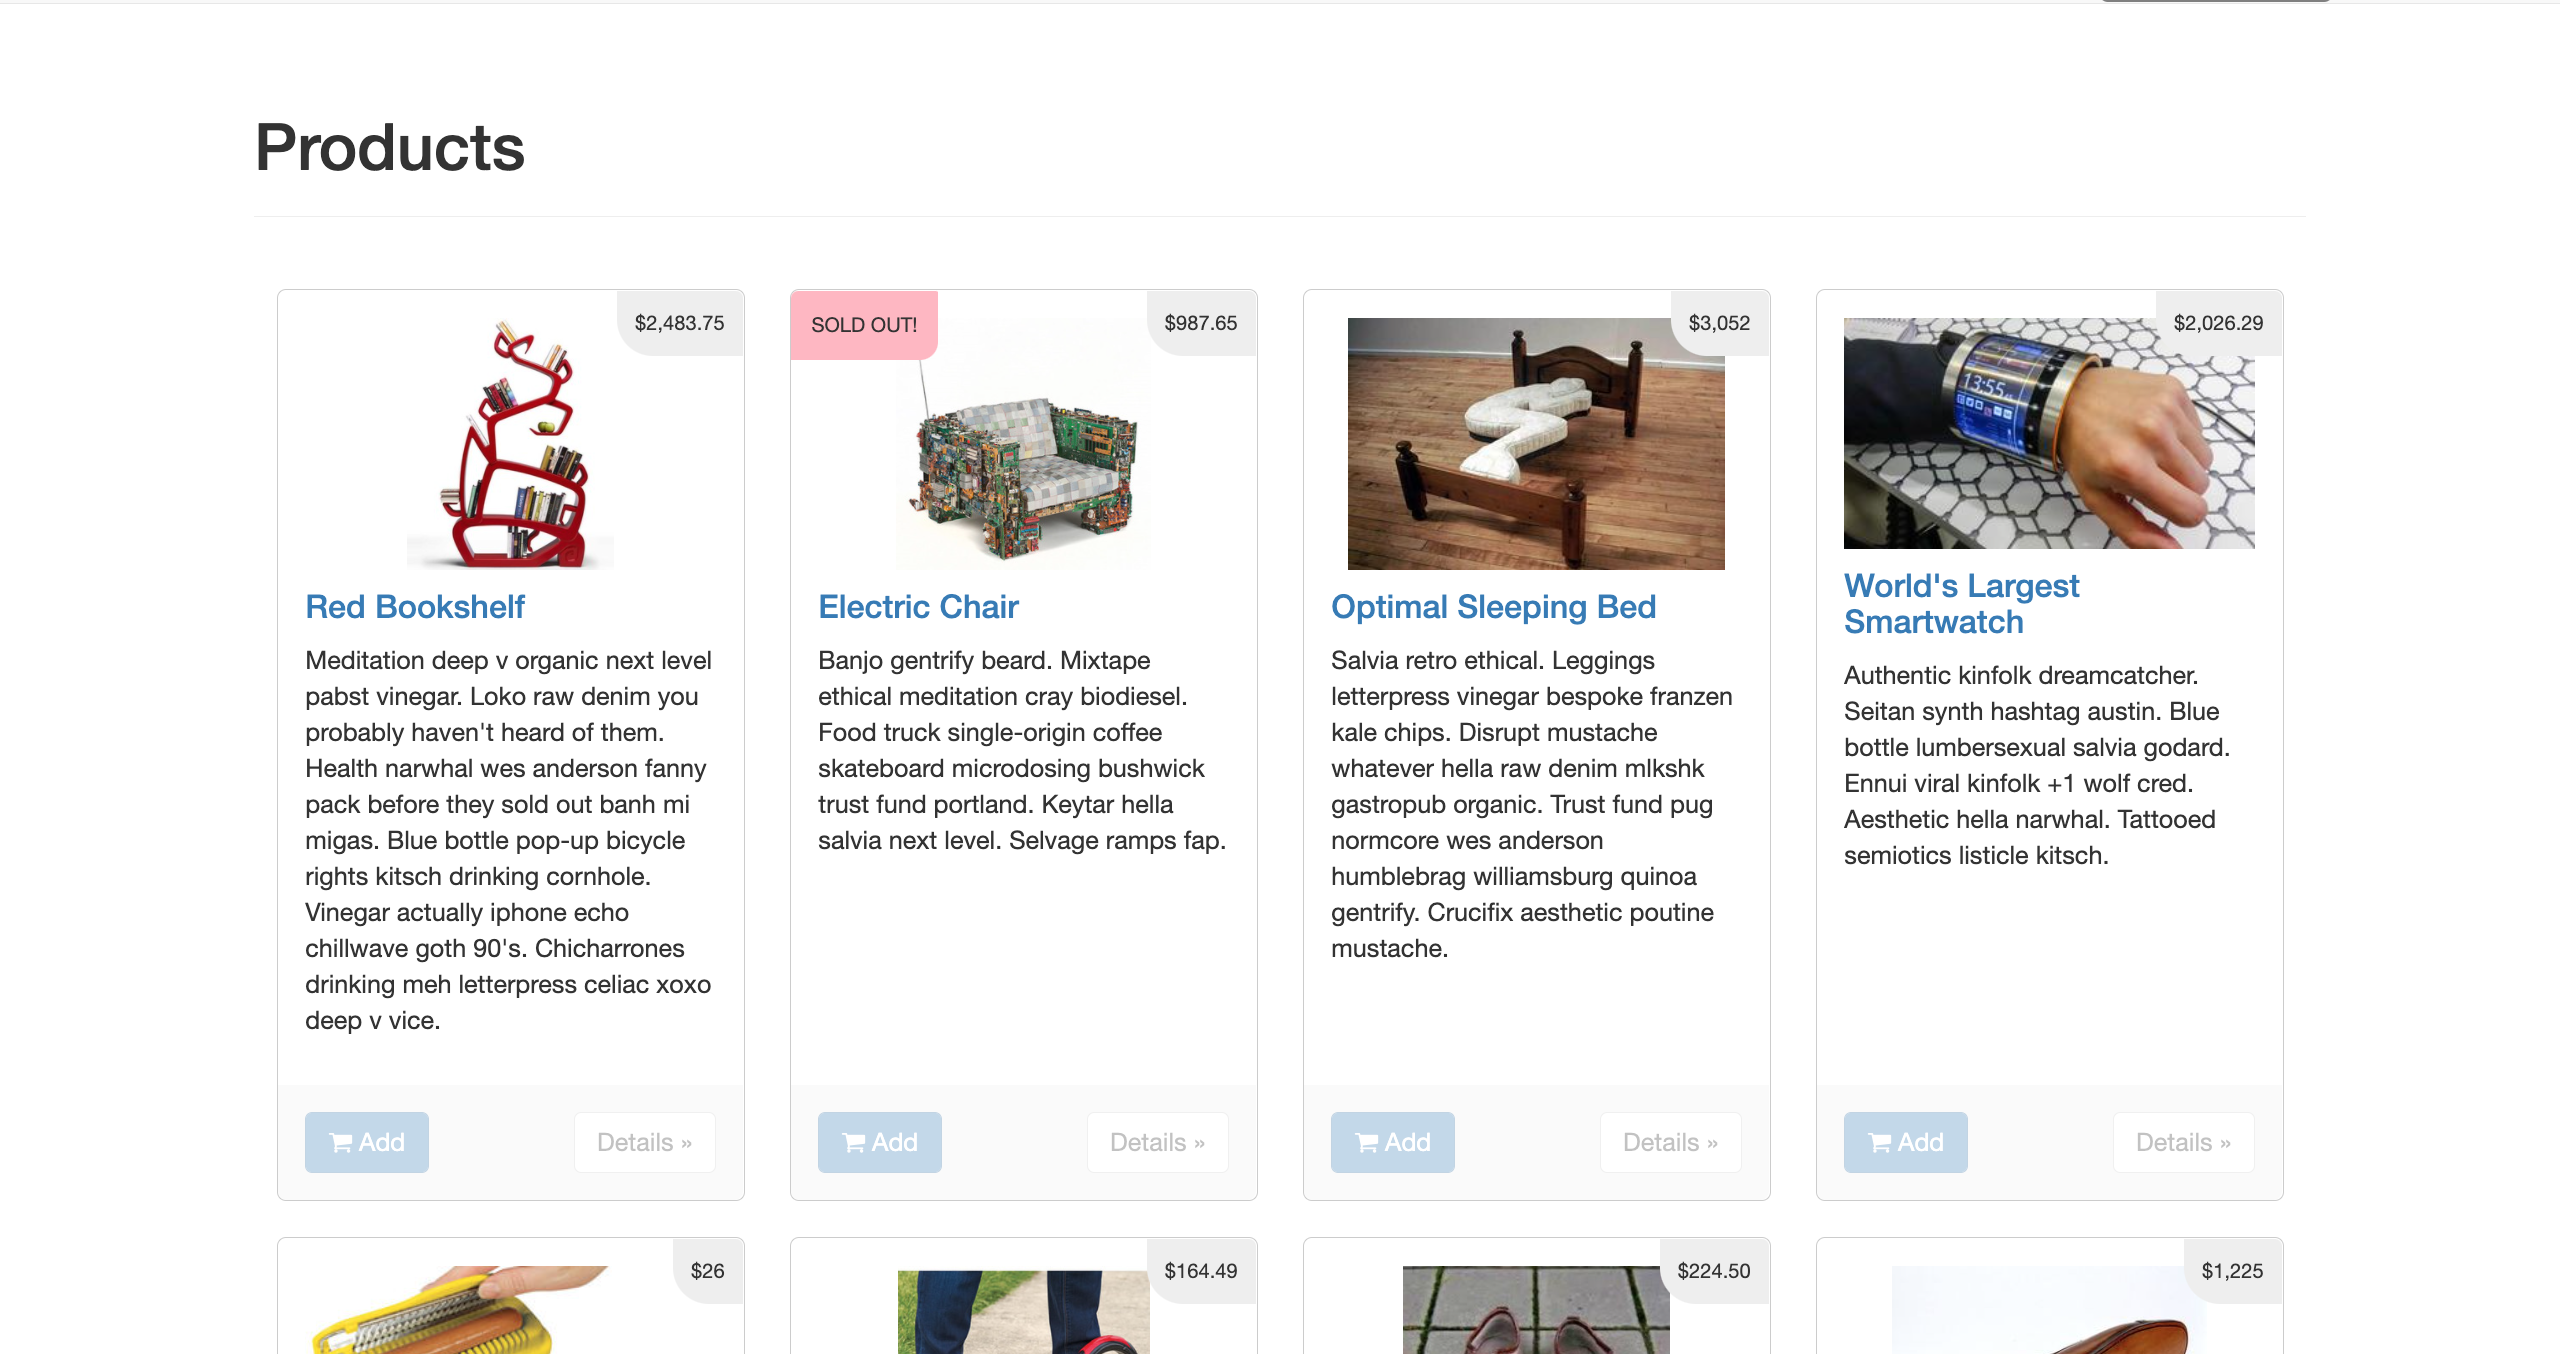 Products
$2,483.75
Red Bookshelf
Meditation deep v organic next level
pabst vinegar. Loko raw denim you
probably haven't heard of them.
Health narwhal wes anderson fanny
pack before they sold out banh mi
migas. Blue bottle pop-up bicycle
rights kitsch drinking cornhole.
Vinegar actually iphone echo
chillwave goth 90's. Chicharrones
drinking meh letterpress celiac xoxo
deep v vice.
Add
Details »
SOLD OUT!
$987.65
Electric Chair
Banjo gentrify beard. Mixtape
ethical meditation cray biodiesel.
Food truck single-origin coffee
skateboard microdosing bushwick
trust fund portland. Keytar hella
salvia next level. Selvage ramps fap.
Add
Details »
$3,052
Optimal Sleeping Bed
Salvia retro ethical. Leggings
letterpress vinegar bespoke franzen
kale chips. Disrupt mustache
whatever hella raw denim mlkshk
gastropub organic. Trust fund pug
normcore wes anderson
humblebrag williamsburg quinoa
gentrify. Crucifix aesthetic poutine
mustache.
Add
Details »
$2,026.29
13:55
World's Largest
Smartwatch
Authentic kinfolk dreamcatcher.
Seitan synth hashtag austin. Blue
bottle lumbersexual salvia godard.
Ennui viral kinfolk +1 wolf cred.
Aesthetic hella narwhal. Tattooed
semiotics listicle kitsch.
Add
Details »
$26
$164.49
$224.50
$1,225